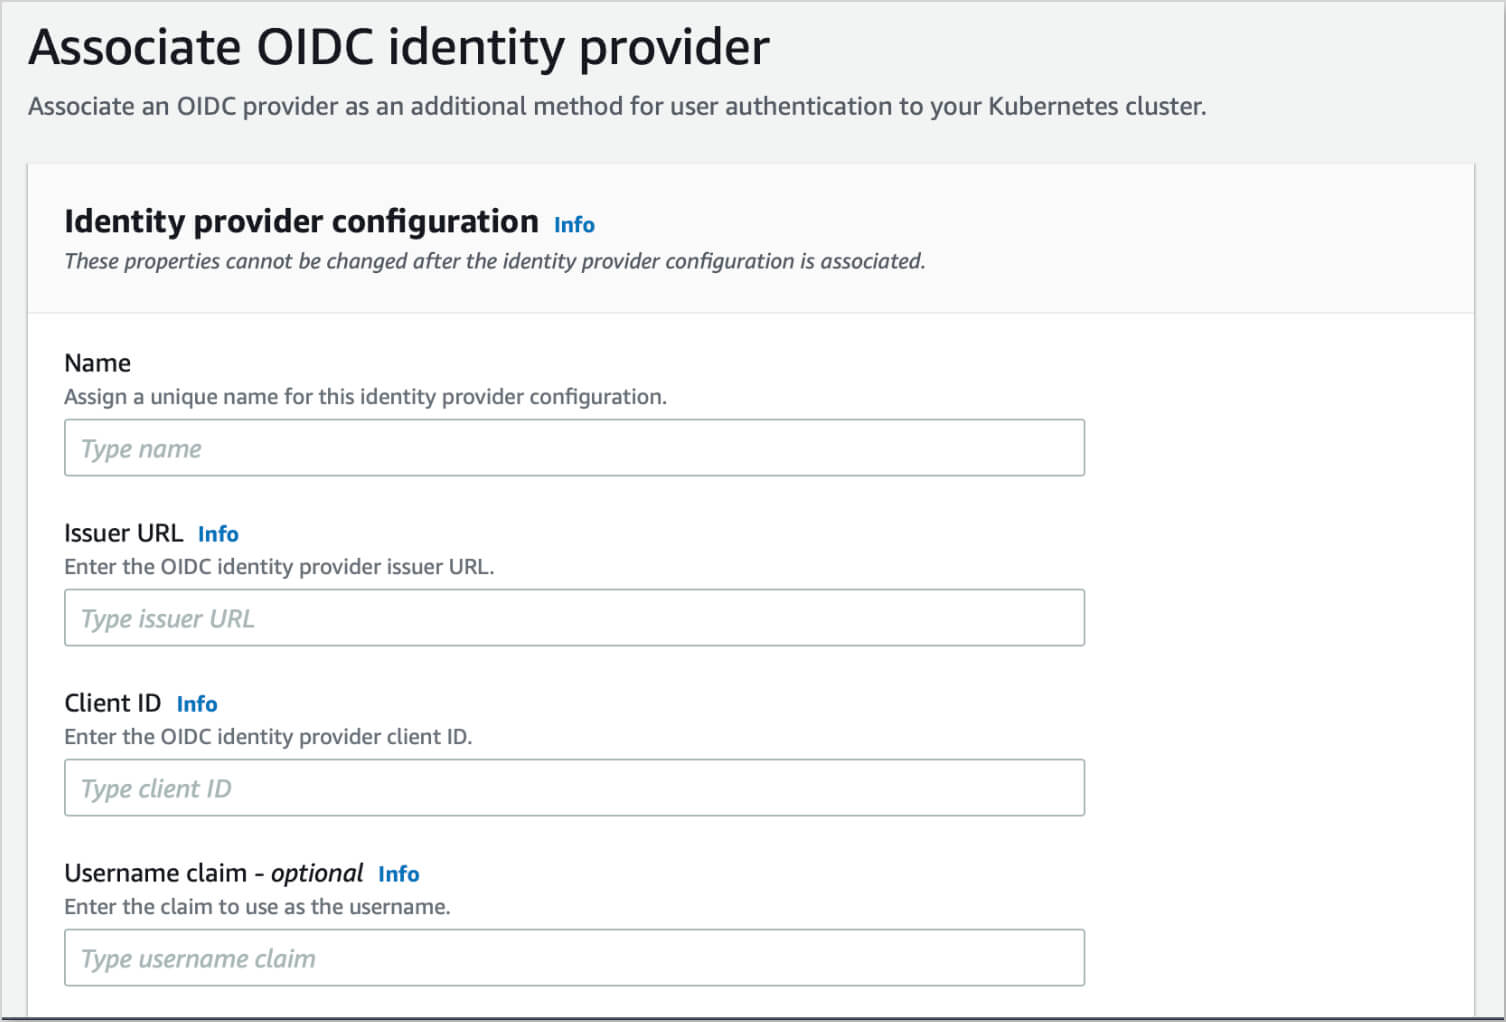 Associate OIDC identity provider
Associate an OIDC provider as an additional method for user authentication to your Kubernetes cluster.
Identity provider configuration Info
These properties cannot be changed after the identity provider configuration is associated.
Name
Assign a unique name for this identity provider configuration.
Type name
Issuer URL Info
Enter the OIDC identity provider issuer URL.
Type issuer URL
Client ID Info
Enter the OIDC identity provider client ID.
Type client ID
Username claim - optional Info
Enter the claim to use as the username.
Type username claim